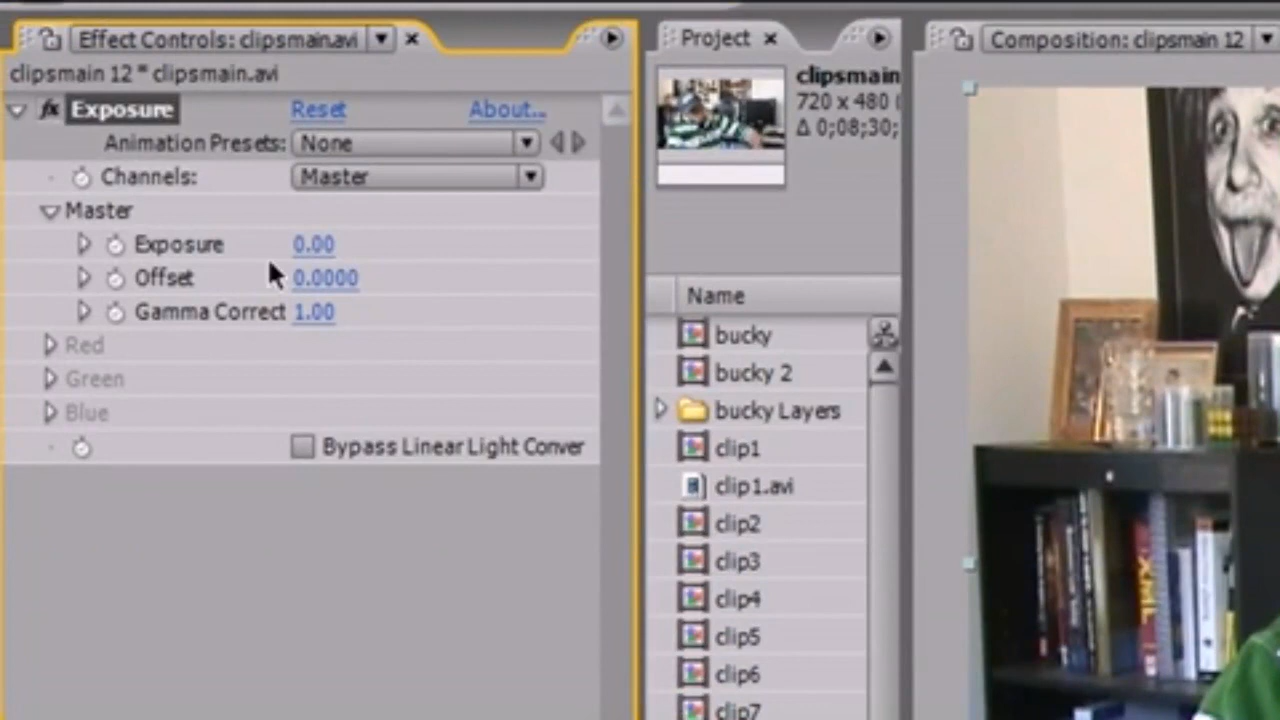 Effect Controls: clipsmain.avi
clipsmain 12 * clipsmain.avi
fx Exposure Reset About...
Animation Presets: None
Channels: Master
Master
Exposure 0.00
Offset 0.0000
Gamma Correct 1.00
Red
Green
Blue
Bypass Linear Light Conver
Project
clipsmain
720 x 480 (
Δ 0;08;30;
Name
bucky
bucky 2
bucky Layers
clip1
clip1.avi
clip2
clip3
clip4
clip5
clip6
clip7
Composition: clipsmain 12
XML